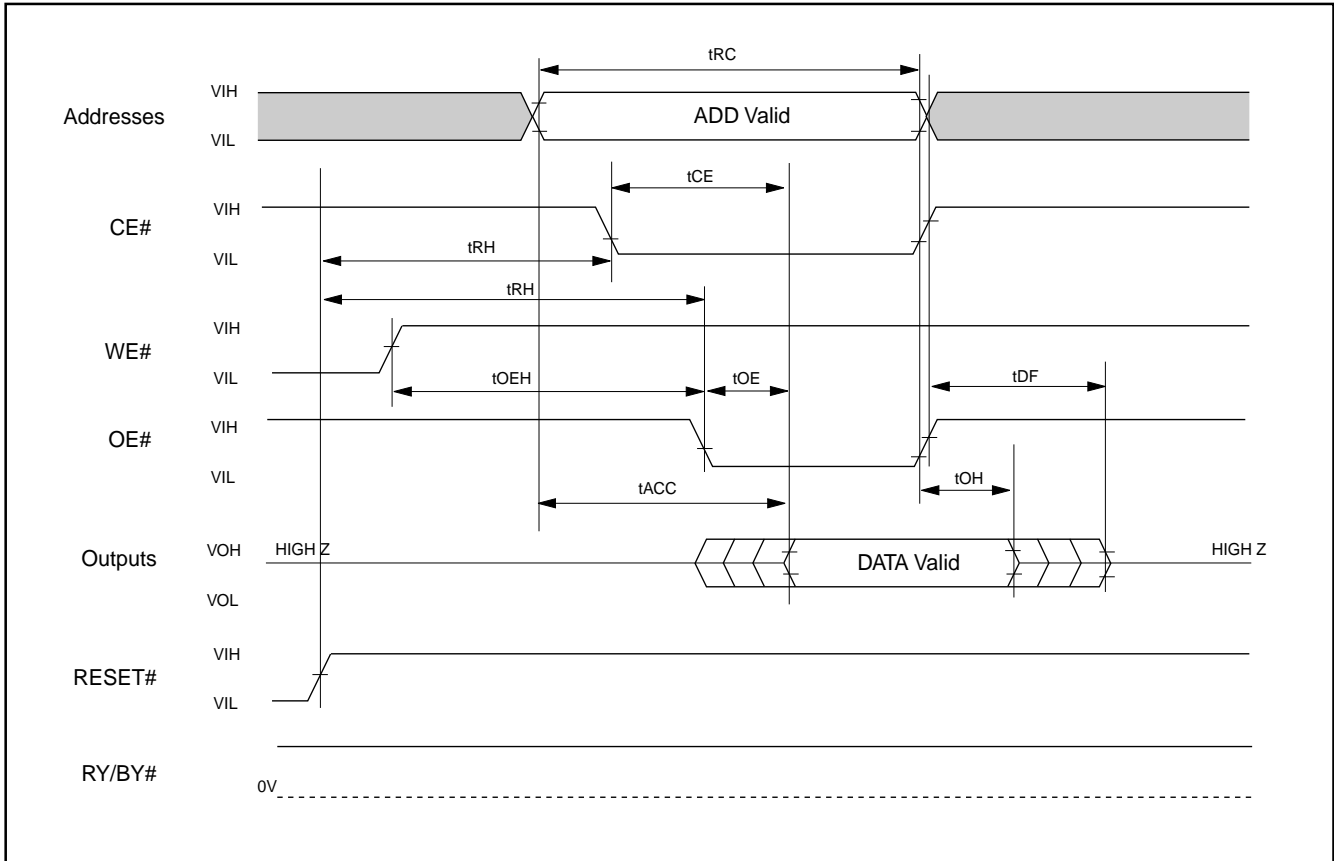 tRC
VIH
Addresses
ADD Valid
VIL
tCE
VIH
CE#
tRH
VIL
tRH
VIH
WE#
VIL
tOEH
tOE
tDF
VIH
OE#
VIL
tACC
tOH
Outputs
VOH
HIGH Z
DATA Valid
HIGH Z
VOL
VIH
RESET#
VIL
RY/BY#
0V